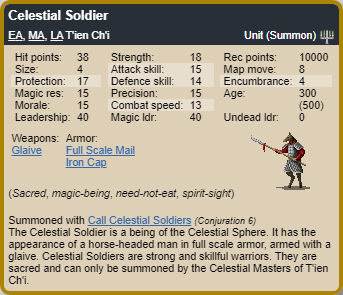 Celestial Soldier
EA, MA, LA T'ien Ch'i Unit (Summon)
Hit points: 38 Strength: 18 Rec points: 10000
Size: 4 Attack skill: 15 Map move: 8
Protection: 17 Defence skill: 14 Encumbrance: 4
Magic res: 15 Precision: 15 Age: 300
Morale: 15 Combat speed: 13 (500)
Leadership: 40 Magic ldr: 40 Undead ldr: 0
Weapons: Armor:
Glaive Full Scale Mail
Iron Cap
(Sacred, magic-being, need-not-eat, spirit-sight)
Summoned with Call Celestial Soldiers (Conjuration 6)
The Celestial Soldier is a being of the Celestial Sphere. It has the
appearance of a horse-headed man in full scale armor, armed with a
glaive. Celestial Soldiers are strong and skillful warriors. They are
sacred and can only be summoned by the Celestial Masters of T'ien
Ch'i.